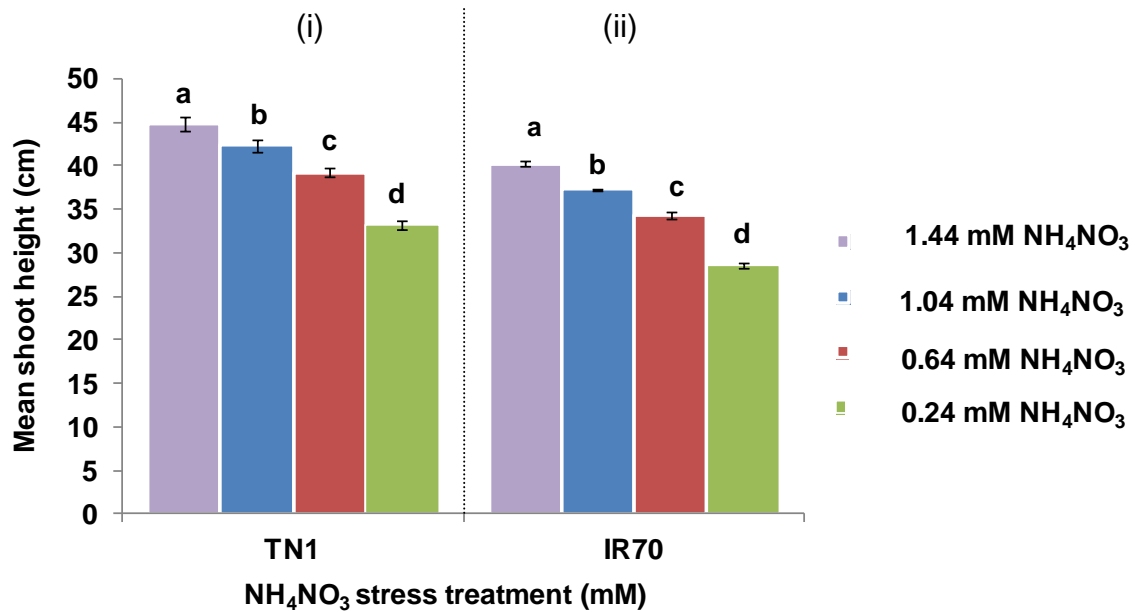 (i) (ii)
50
45
40
35
30
25
20
15
10
5
0
Mean shoot height (cm)
a
b
c
d
a
b
c
d
TN1 IR70
NH₄NO₃ stress treatment (mM)
1.44 mM NH₄NO₃
1.04 mM NH₄NO₃
0.64 mM NH₄NO₃
0.24 mM NH₄NO₃